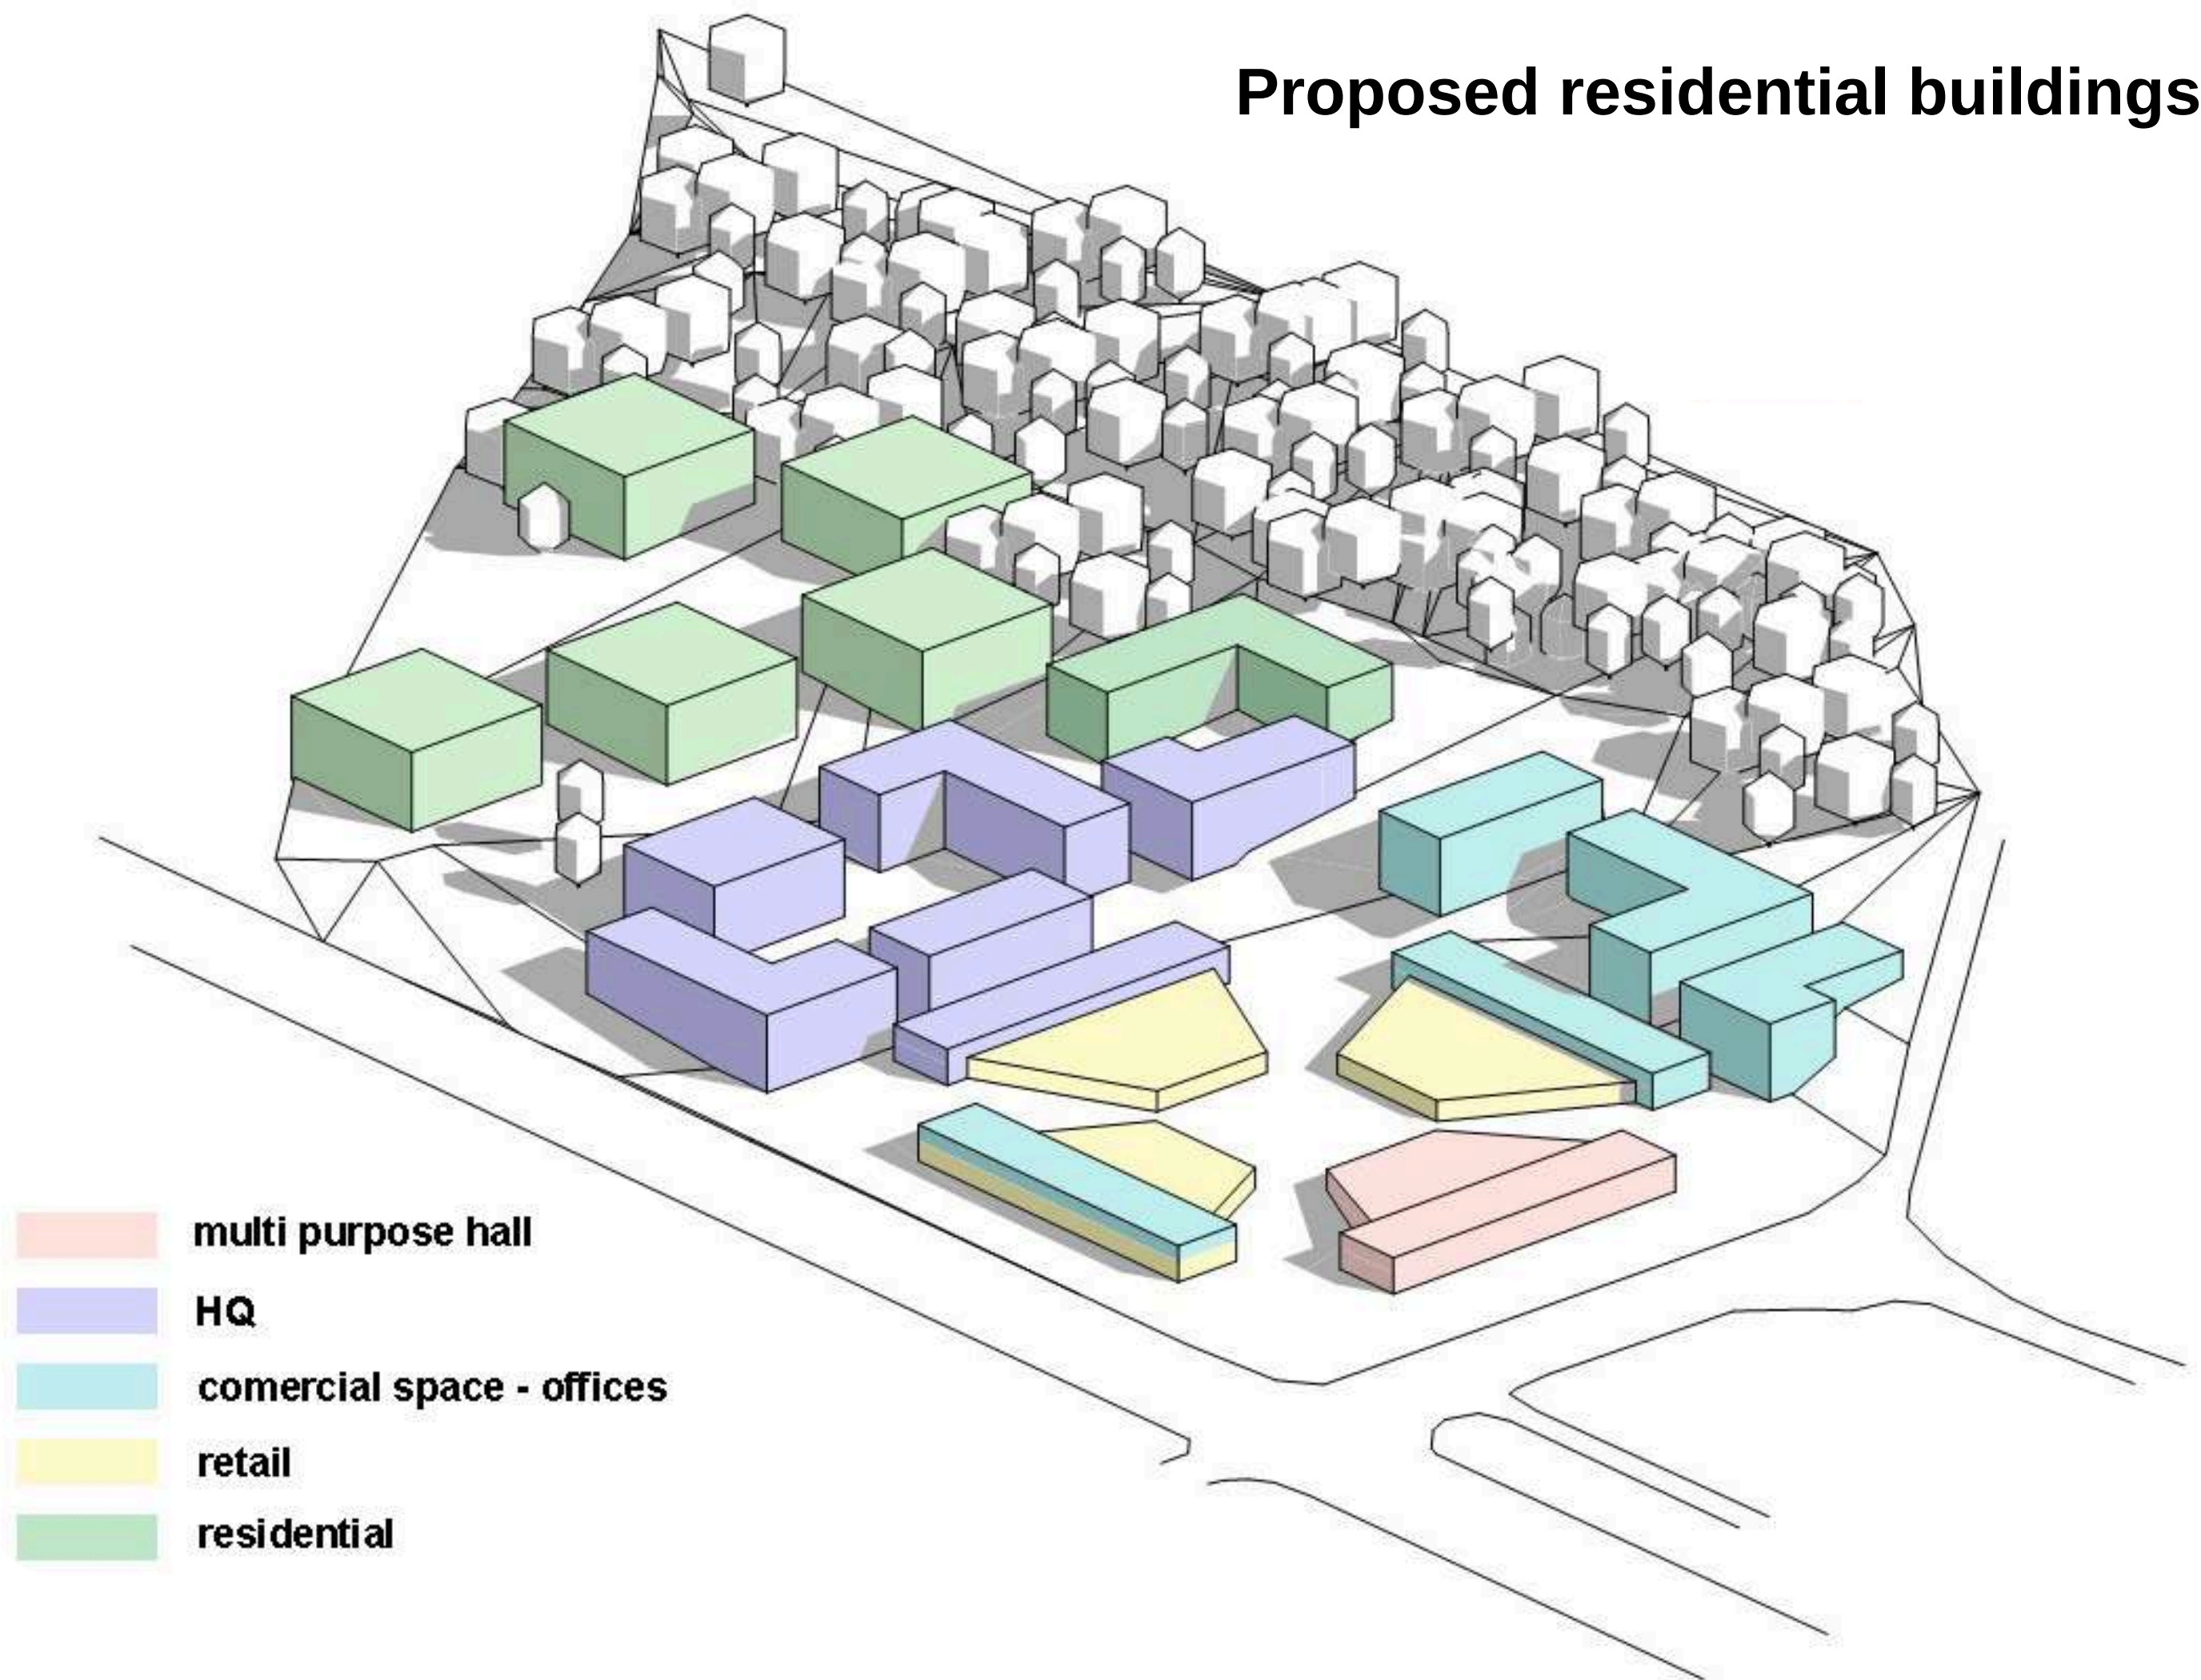 Proposed residential buildings
multi purpose hall
HQ
comercial space - offices
retail
residential